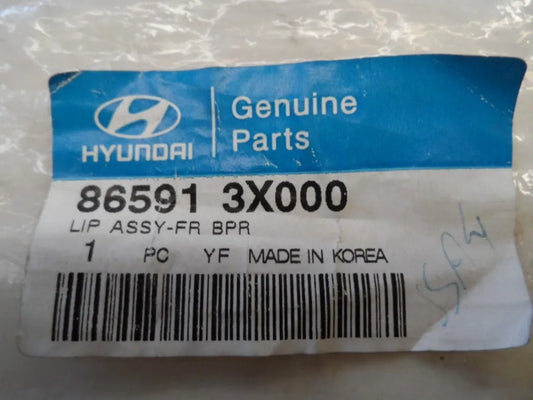 HYUNDAI
Genuine
Parts
86591 3X000
LIP ASSY-FR BPR
1 PC YF MADE IN KOREA